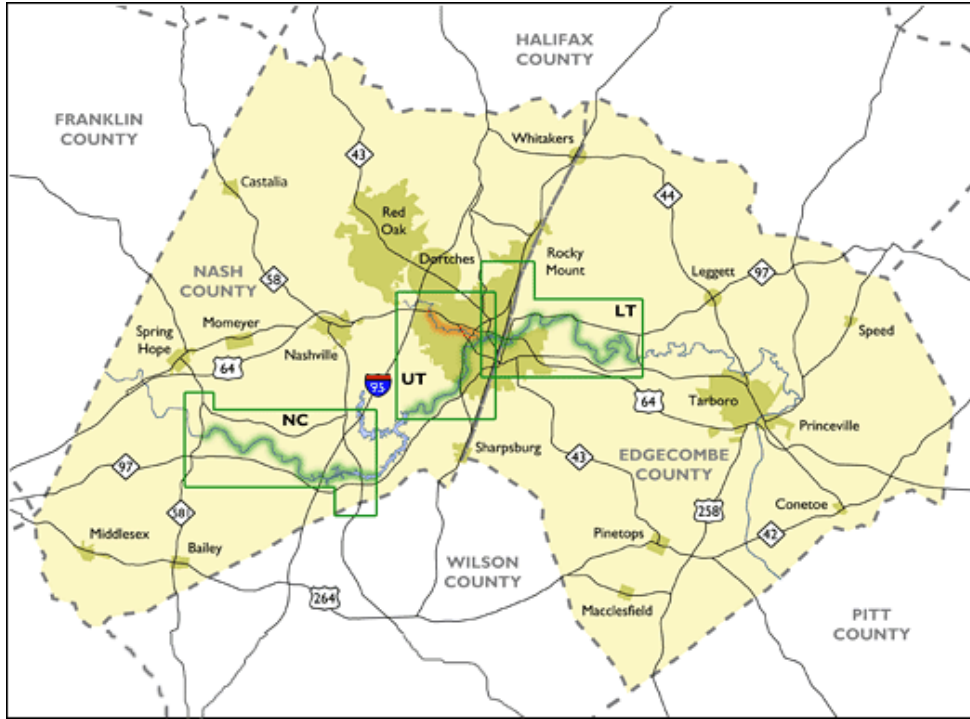 HALIFAX
COUNTY
FRANKLIN
COUNTY
Whitakers
43
Castalia
44
Red
Oak
Rocky
Mount
Dortches
NASH
COUNTY
58
Leggett
97
LT
Spring
Hope
Momeyer
Nashville
Speed
64
95
UT
Tarboro
64
Princeville
NC
Sharpsburg
EDGECOMBE
COUNTY
97
43
581
258
Conetoe
42
Middlesex
Bailey
Pinetops
WILSON
COUNTY
264
Macclesfield
PITT
COUNTY